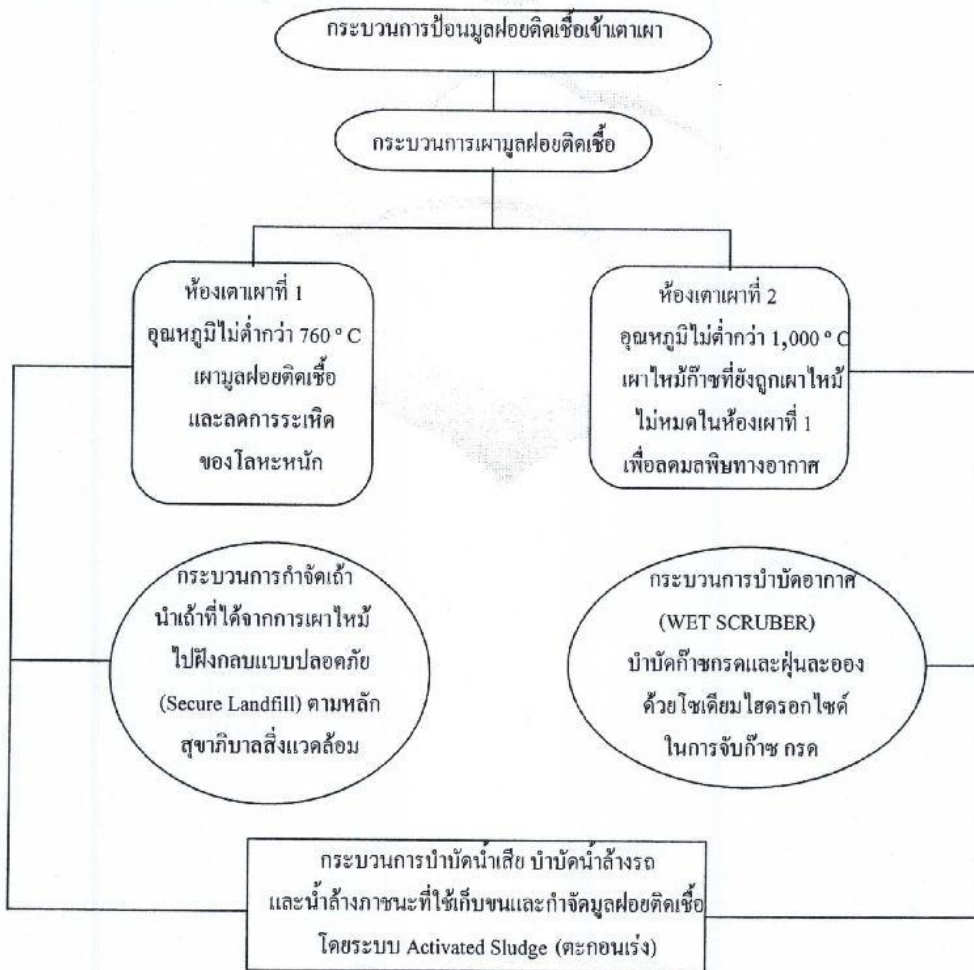 กระบวนการป้อนมูลฝอยติดเชื้อเข้าเตาเผา
กระบวนการเผามูลฝอยติดเชื้อ
ห้องเตาเผาที่ 1
อุณหภูมิไม่ต่ำกว่า 760 ° C
เผามูลฝอยติดเชื้อ
และลดการระเหิด
ของโลหะหนัก
ห้องเตาเผาที่ 2
อุณหภูมิไม่ต่ำกว่า 1,000 ° C
เผาไหม้ก๊าซที่ยังถูกเผาไหม้
ไม่หมดในห้องเผาที่ 1
เพื่อลดมลพิษทางอากาศ
กระบวนการกำจัดเถ้า
นำเถ้าที่ได้จากการเผาไหม้
ไปฝังกลบแบบปลอดภัย
(Secure Landfill) ตามหลัก
สุขาภิบาลสิ่งแวดล้อม
กระบวนการบำบัดอากาศ
(WET SCRUBER)
บำบัดก๊าซกรดและฝุ่นละออง
ด้วยโซเดียมไฮดรอกไซด์
ในการจับก๊าซ กรด
กระบวนการบำบัดน้ำเสีย บำบัดน้ำล้างรถ
และน้ำล้างภาชนะที่ใช้เก็บขนและกำจัดมูลฝอยติดเชื้อ
โดยระบบ Activated Sludge (ตะกอนเร่ง)